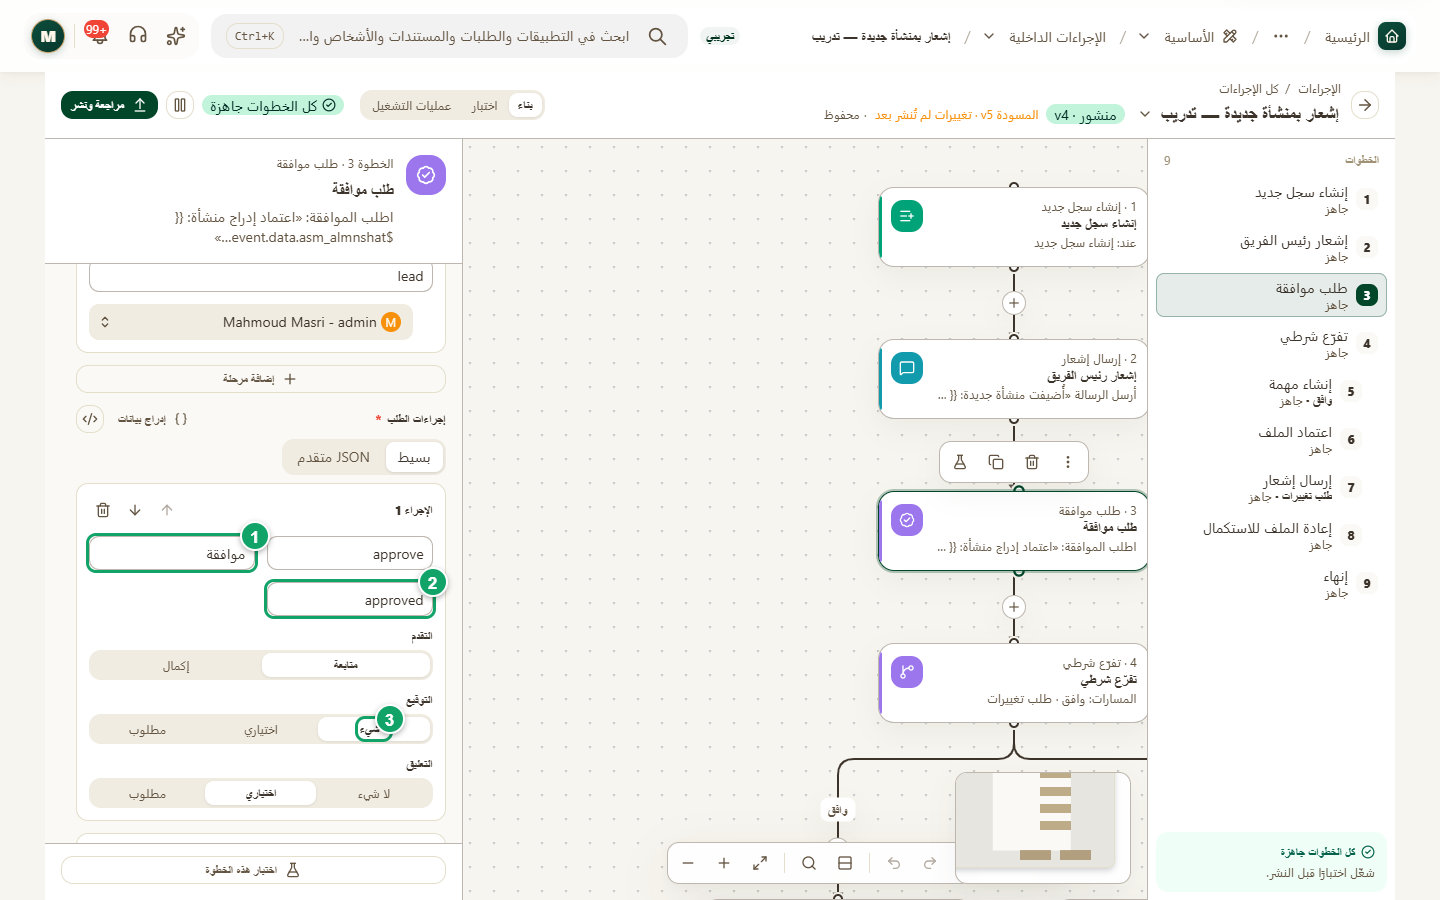 الرئيسية / ··· / الأساسية / الإجراءات الداخلية / إشعار بمنشأة جديدة — تدريب
تجريبي
ابحث في التطبيقات والطلبات والمستندات والأشخاص وا...
Ctrl+K
99+
M
الإجراءات / كل الإجراءات
إشعار بمنشأة جديدة — تدريب
منشور · v4
المسودة v5 · تغييرات لم تُنشر بعد
· محفوظ
بناء
اختبار
عمليات التشغيل
كل الخطوات جاهزة
مراجعة ونشر
الخطوات
9
1
إنشاء سجل جديد
جاهز
2
إشعار رئيس الفريق
جاهز
3
طلب موافقة
جاهز
4
تفرّع شرطي
جاهز
5
إنشاء مهمة
وافق • جاهز
6
اعتماد الملف
جاهز
7
إرسال إشعار
طلب تغييرات • جاهز
8
إعادة الملف للاستكمال
جاهز
9
إنهاء
جاهز
كل الخطوات جاهزة
شغّل اختبارًا قبل النشر.
1 · إنشاء سجل جديد
إنشاء سجل جديد
عند: إنشاء سجل جديد
2 · إرسال إشعار
إشعار رئيس الفريق
أرسل الرسالة «أضيفت منشأة جديدة: {{ ...
3 · طلب موافقة
طلب موافقة
اطلب الموافقة: «اعتماد إدراج منشأة: {{ ...
4 · تفرّع شرطي
تفرّع شرطي
المسارات: وافق · طلب تغييرات
وافق
الخطوة 3 · طلب موافقة
طلب موافقة
اطلب الموافقة: «اعتماد إدراج منشأة: {{
$event.data.asm_almnshat...»
lead
M
Mahmoud Masri - admin
إضافة مرحلة
إجراءات الطلب *
{ } إدراج بيانات
</>
بسيط
JSON متقدم
الإجراء 1
approve
موافقة
1
approved
2
التقدم
متابعة
إكمال
التوقيع
3
اختياري
مطلوب
التعليق
لا شيء
اختياري
مطلوب
اختبار هذه الخطوة